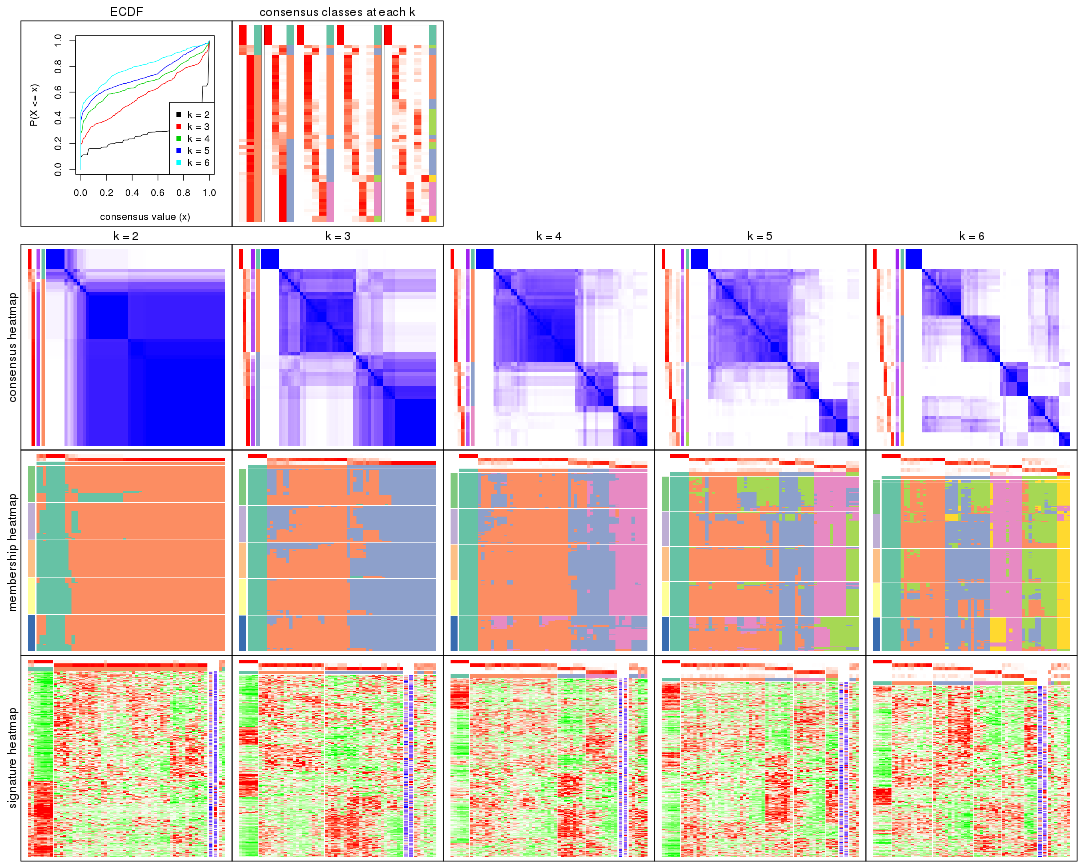 ECDF
consensus classes at each k
P(X <= x)
0.0 0.2 0.4 0.6 0.8 1.0
k = 2
k = 3
k = 4
k = 5
k = 6
0.0 0.2 0.4 0.6 0.8 1.0
consensus value (x)
k = 2 k = 3 k = 4 k = 5 k = 6
consensus heatmap
membership heatmap
signature heatmap